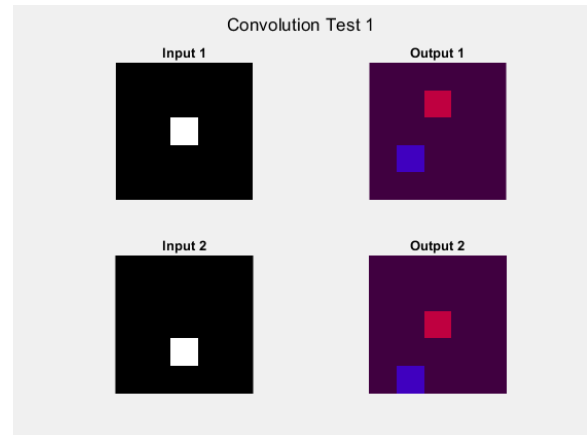 Convolution Test 1
Input 1
Output 1
Input 2
Output 2